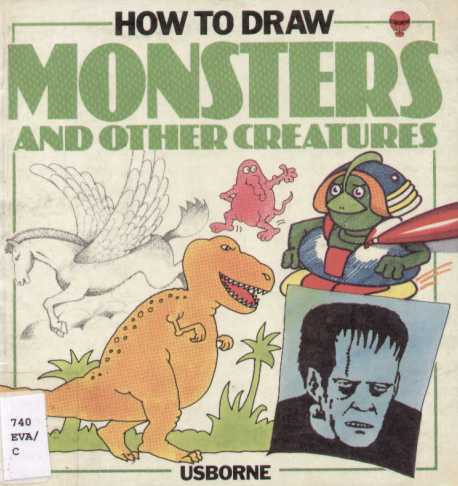 HOW TO DRAW
MONSTERS
AND OTHER CREATURES
740
EVA/
C
USBORNE